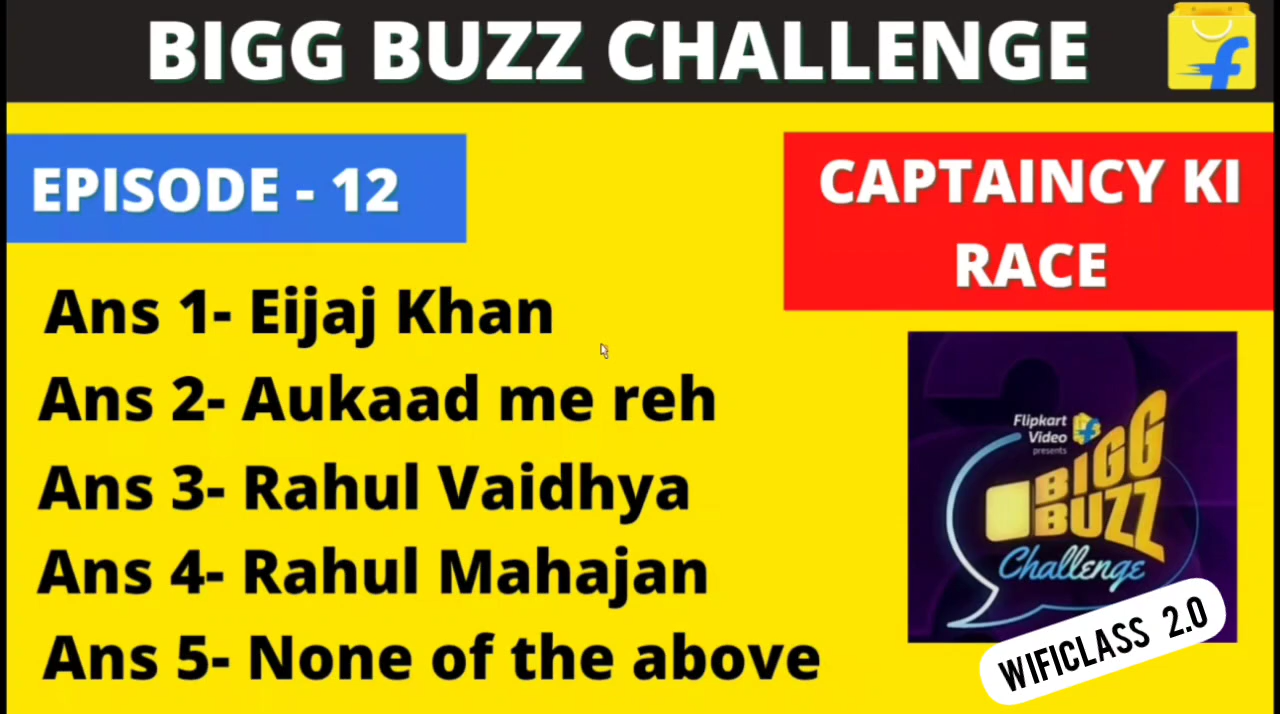 BIGG BUZZ CHALLENGE
EPISODE - 12
CAPTAINCY KI
RACE
Ans 1- Eijaj Khan
Ans 2- Aukaad me reh
Ans 3- Rahul Vaidhya
Ans 4- Rahul Mahajan
Ans 5- None of the above
Flipkart
Video
presents
BIGG
BUZZ
Challenge
WIFICLASS 2.0